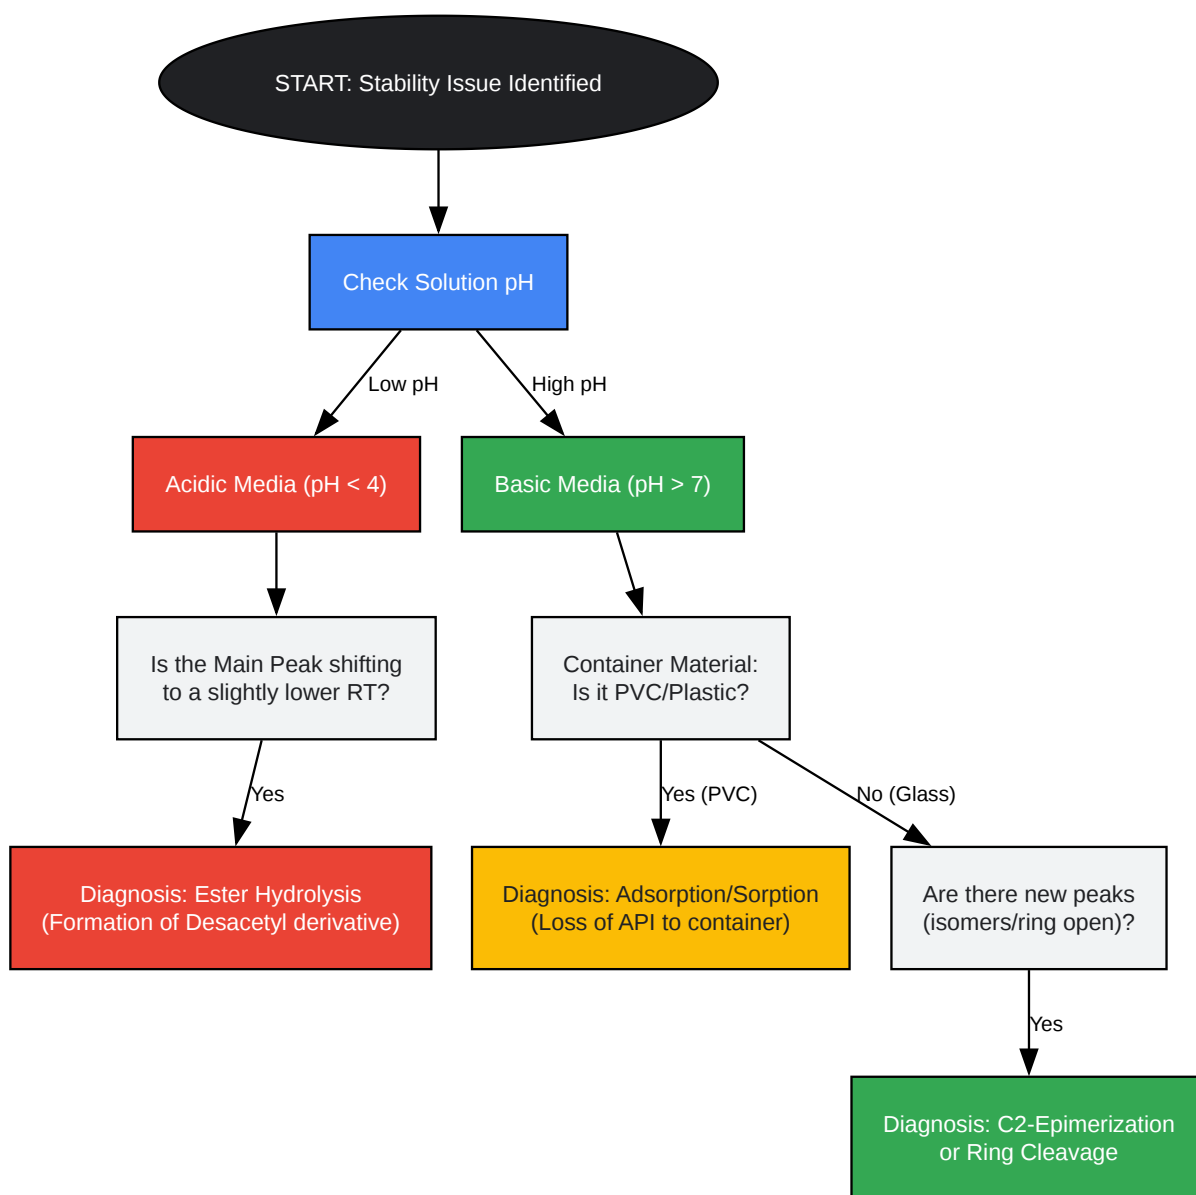 START: Stability Issue Identified
Check Solution pH
Low pH
High pH
Acidic Media (pH < 4)
Basic Media (pH > 7)
Is the Main Peak shifting
to a slightly lower RT?
Container Material:
Is it PVC/Plastic?
Yes
Yes (PVC)
No (Glass)
Diagnosis: Ester Hydrolysis
(Formation of Desacetyl derivative)
Diagnosis: Adsorption/Sorption
(Loss of API to container)
Are there new peaks
(isomers/ring open)?
Yes
Diagnosis: C2-Epimerization
or Ring Cleavage